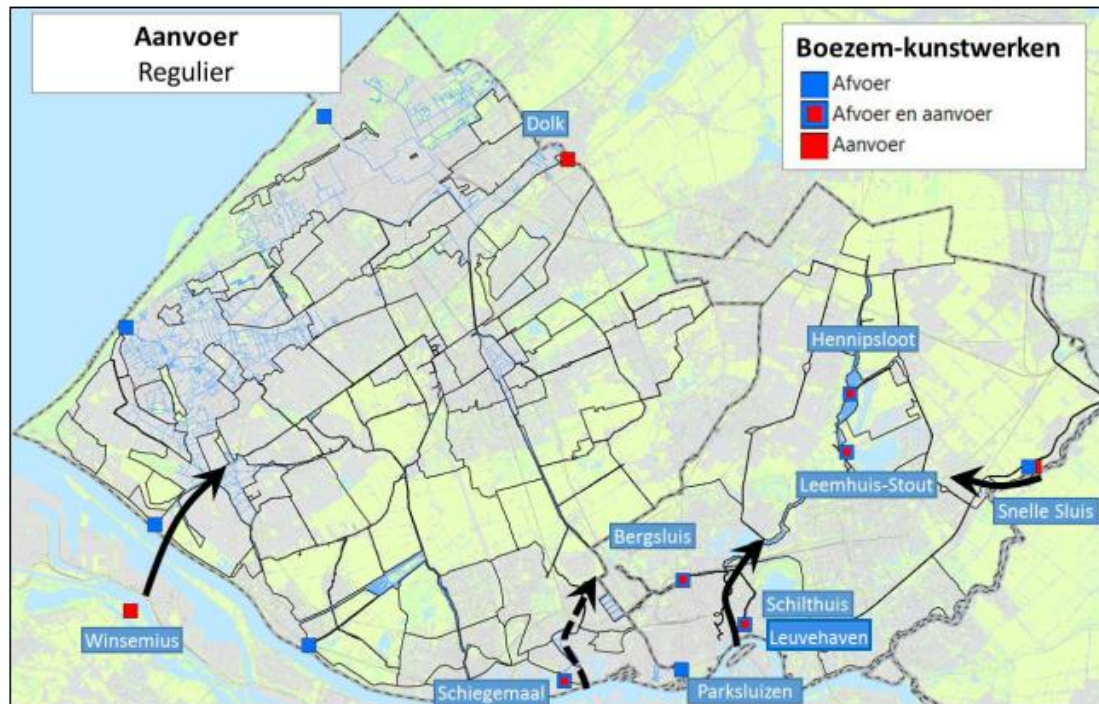 Aanvoer
Regulier
Boezem-kunstwerken
Afvoer
Afvoer en aanvoer
Aanvoer
Dolk
Hennipsloot
Leemhuis-Stout
Snelle Sluis
Bergsluis
Schilthuis
Leuvehaven
Winsemius
Schiegemaal
Parksluizen